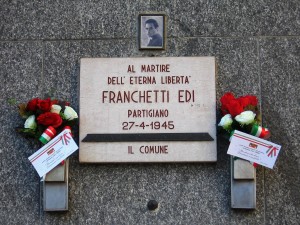 AL MARTIRE
DELL' ETERNA LIBERTA'
FRANCHETTI EDI
PARTIGIANO
27-4-1945
IL COMUNE